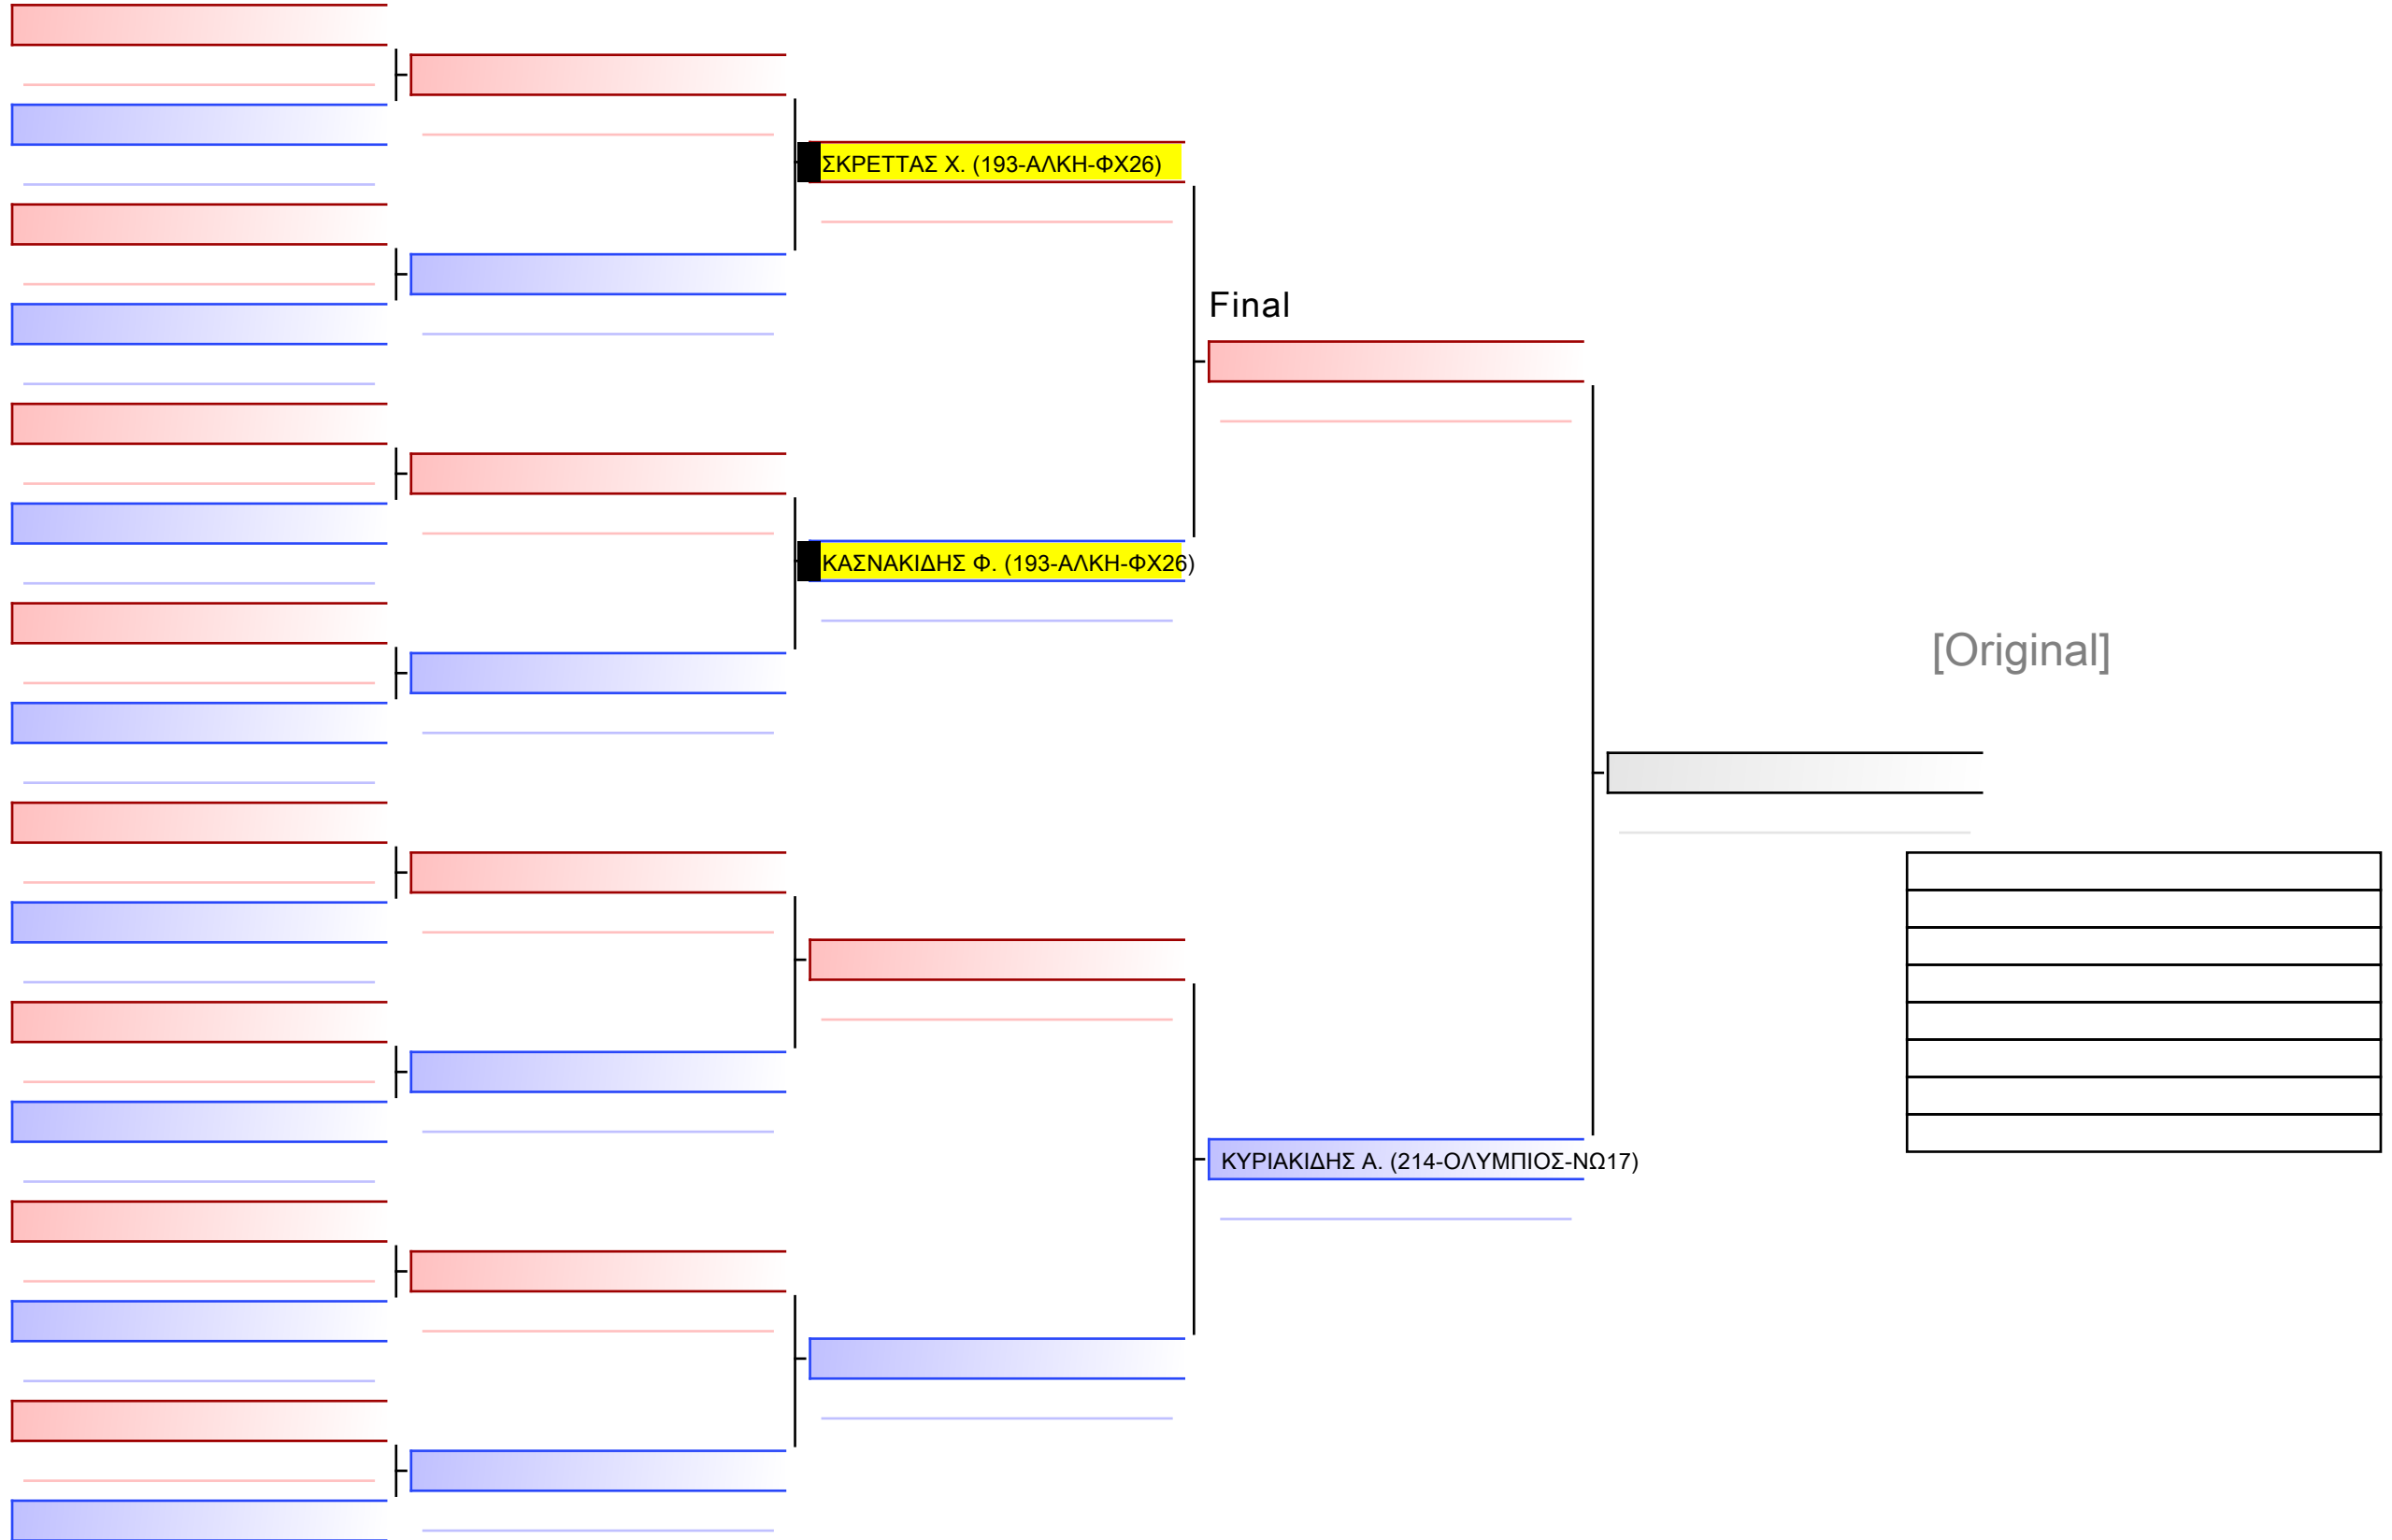 ΣΚΡΕΤΤΑΣ Χ. (193-ΑΛΚΗ-ΦΧ26)
Final
ΚΑΣΝΑΚΙΔΗΣ Φ. (193-ΑΛΚΗ-ΦΧ26)
[Original]
ΚΥΡΙΑΚΙΔΗΣ Α. (214-ΟΛΥΜΠΙΟΣ-ΝΩ17)